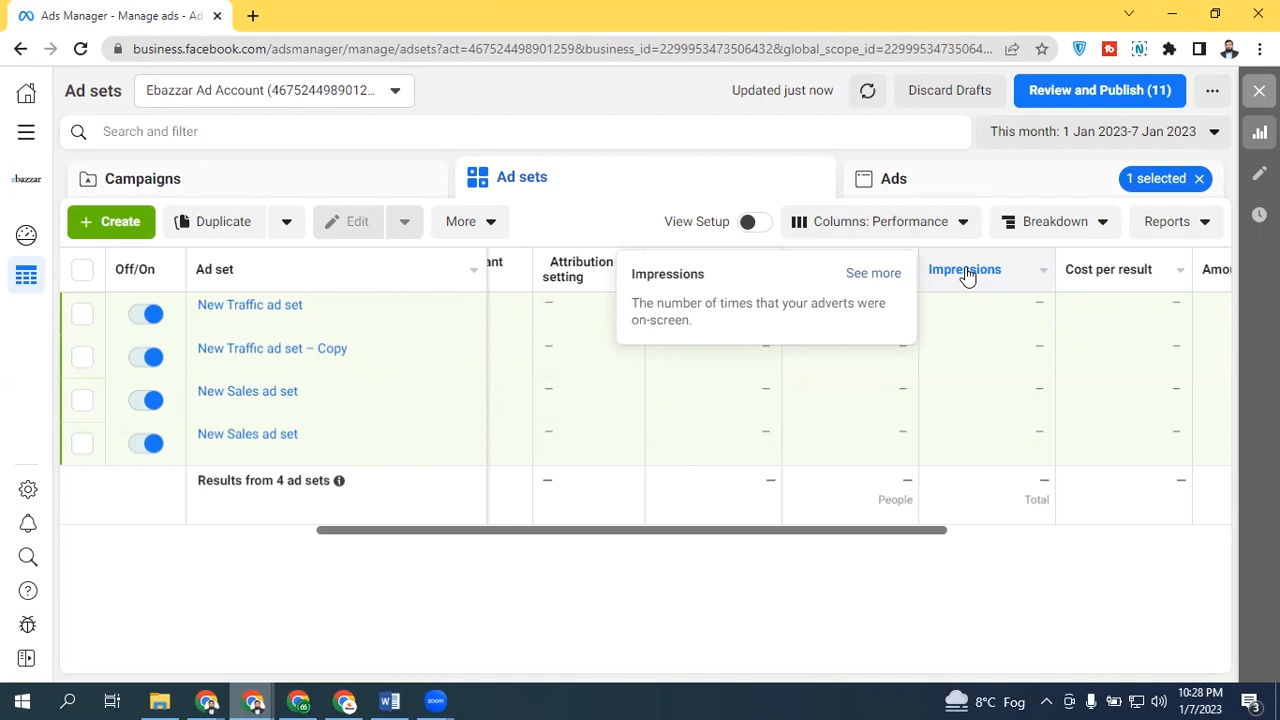 Ads Manager - Manage ads - Ad
business.facebook.com/adsmanager/manage/adsets?act=467524498901259&business_id=2299953473500432&global_scope_id=22999534735064...
Ad sets
Ebazzar Ad Account (4675244989012...
Updated just now
Discard Drafts
Review and Publish (11)
Search and filter
This month: 1 Jan 2023-7 Jan 2023
ebazzar
Campaigns
Ad sets
Ads
1 selected
+ Create
Duplicate
Edit
More
View Setup
Columns: Performance
Breakdown
Reports
Off/On
Ad set
ant
Attribution
setting
Impressions
Cost per result
Amo
Impressions
See more
The number of times that your adverts were
on-screen.
New Traffic ad set
— — —
New Traffic ad set – Copy
— — — — —
New Sales ad set
— — — — —
New Sales ad set
— — — — —
Results from 4 ad sets
— — — — —
People
Total
zoom
8°C Fog
10:28 PM
1/7/2023
3